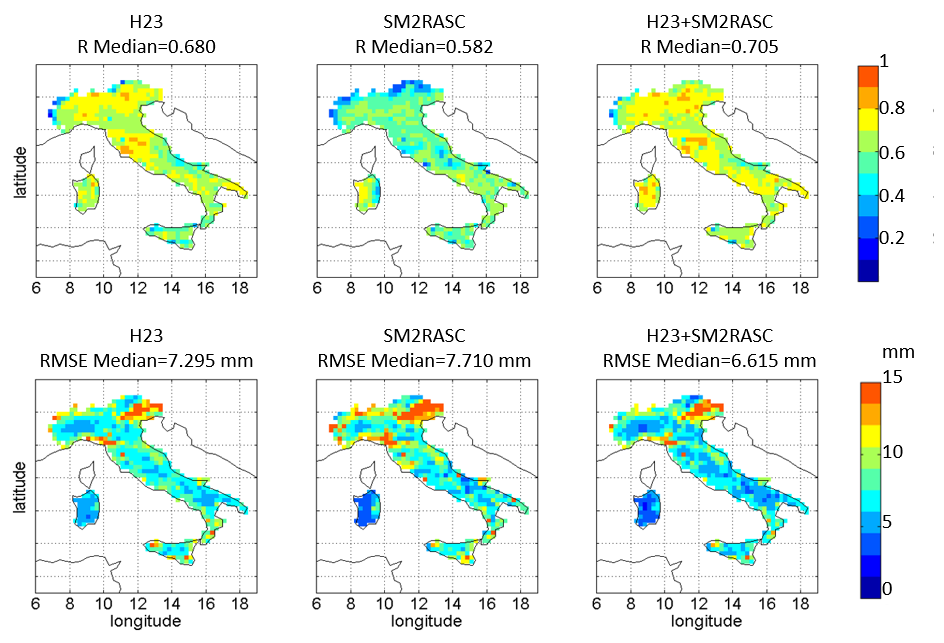 H23
R Median=0.680
SM2RASC
R Median=0.582
H23+SM2RASC
R Median=0.705
latitude
6 8 10 12 14 16 18
6 8 10 12 14 16 18
6 8 10 12 14 16 18
1
0.8
0.6
0.4
0.2
H23
RMSE Median=7.295 mm
SM2RASC
RMSE Median=7.710 mm
H23+SM2RASC
RMSE Median=6.615 mm
latitude
6 8 10 12 14 16 18
longitude
6 8 10 12 14 16 18
longitude
6 8 10 12 14 16 18
longitude
mm
15
10
5
0